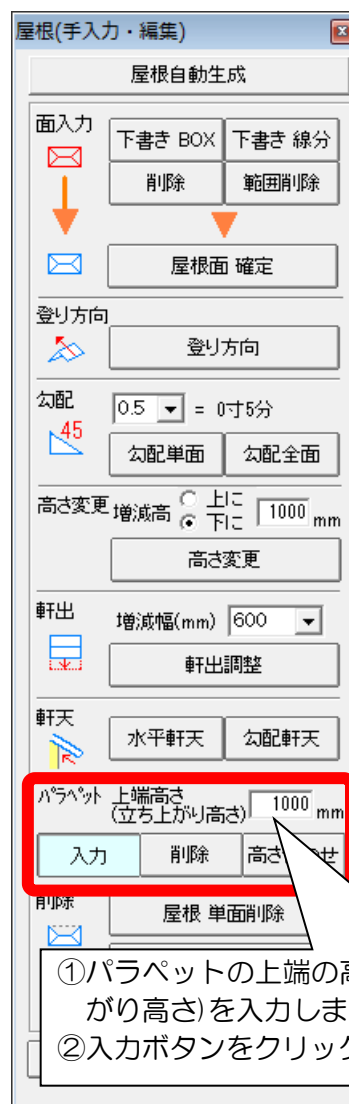 屋根(手入力・編集)
屋根自動生成
面入力
下書き BOX 下書き 線分
削除 範囲削除
屋根面 確定
登り方向
登り方向
勾配 0.5 = 0寸5分
45
勾配単面 勾配全面
高さ変更 増減高 上に 下に 1000 mm
高さ変更
軒出 増減幅(mm) 600
軒出調整
軒天
水平軒天 勾配軒天
パラペット 上端高さ
(立ち上がり高さ) 1000 mm
入力 削除 高さ せ
削除 屋根 単面削除
①パラペットの上端の高
がり高さ)を入力しま
②入力ボタンをクリック